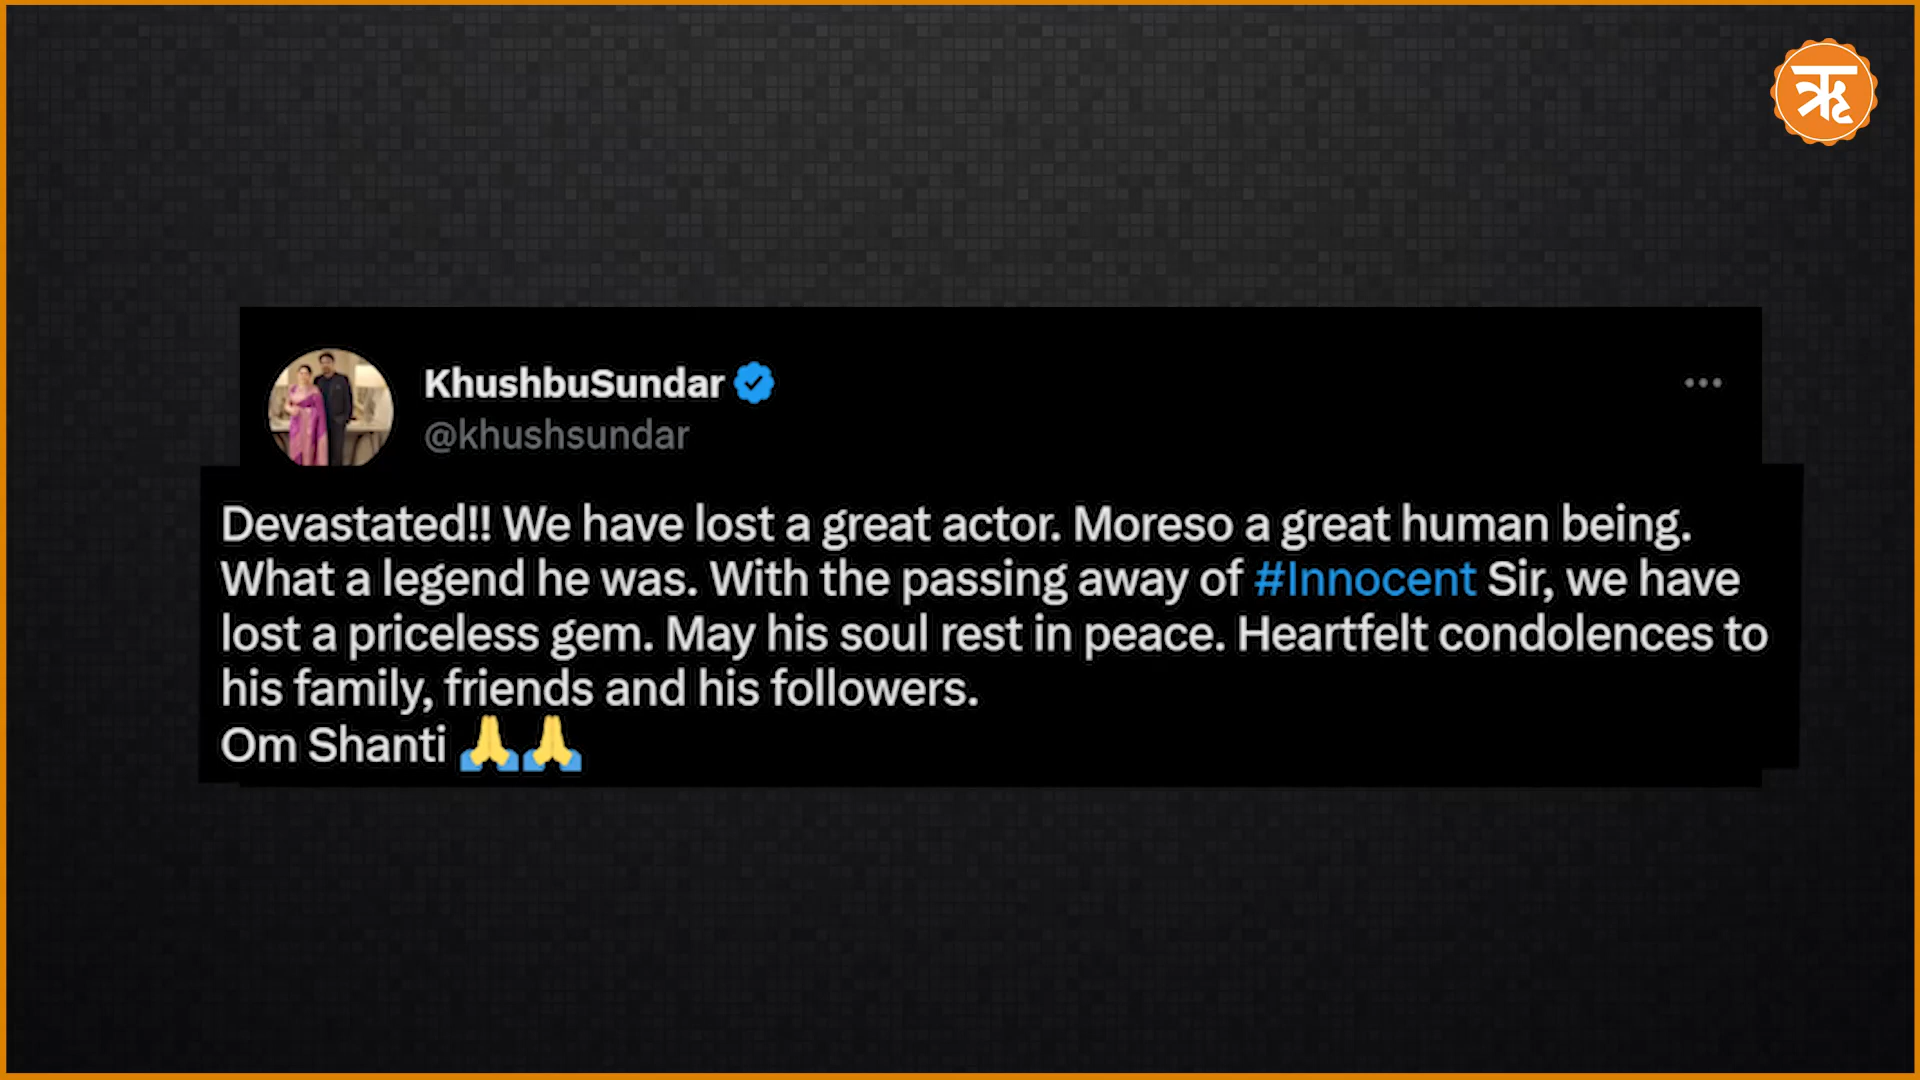 ऋ
KhushbuSundar
@khushsundar
Devastated!! We have lost a great actor. Moreso a great human being.
What a legend he was. With the passing away of #Innocent Sir, we have
lost a priceless gem. May his soul rest in peace. Heartfelt condolences to
his family, friends and his followers.
Om Shanti 🙏🙏